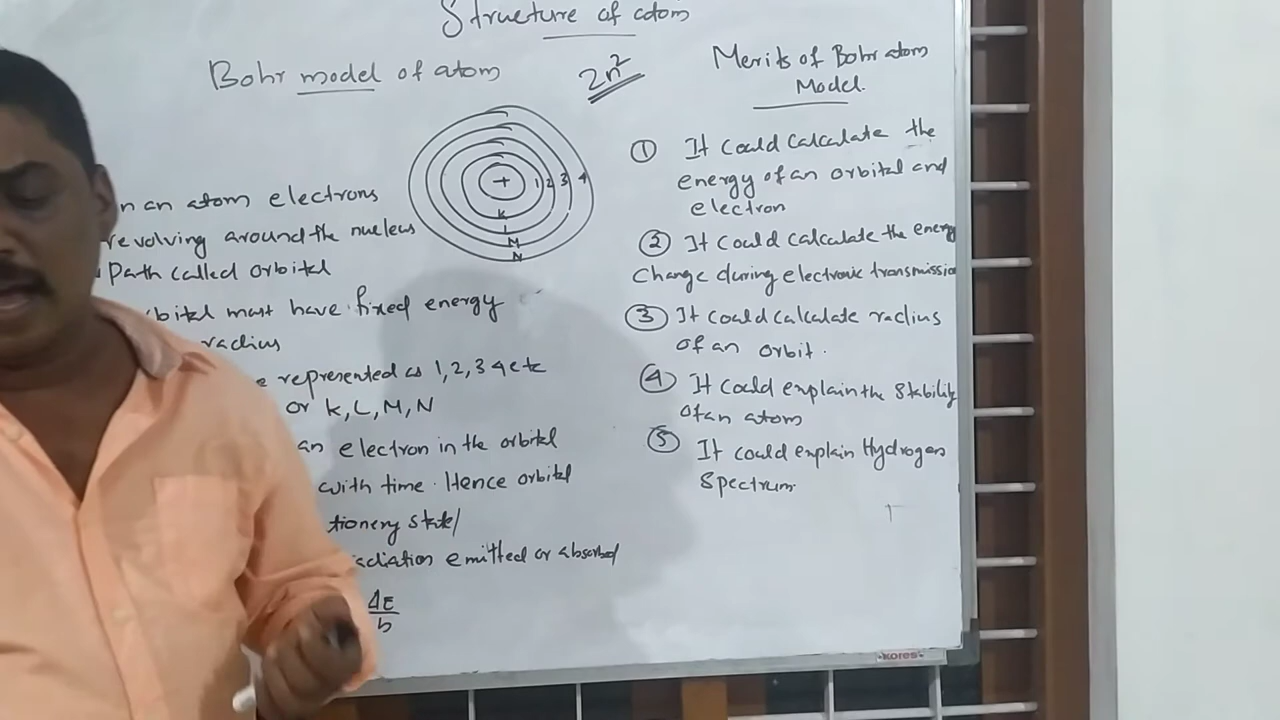 Structure of atom
Bohr model of atom
2n²
+ 1 2 3 4
K
L
M
N
n an atom electrons
revolving around the nucleus
Path called orbital
bital must have fixed energy
radius
e represented as 1, 2, 3 4 etc
or K, L, M, N
an electron in the orbital
with time. Hence orbital
tionery state/
radiation emitted or absorbed
ΔE
h
Merits of Bohr atom
Model.
① It Could Calculate the
energy of an orbital and
electron
② It Could Calculate the energy
Change during electronic transmission
③ It Could Calculate radius
of an orbit.
④ It Could explain the Stability
of an atom
⑤ It Could explain Hydrogen
Spectrum.
KORES